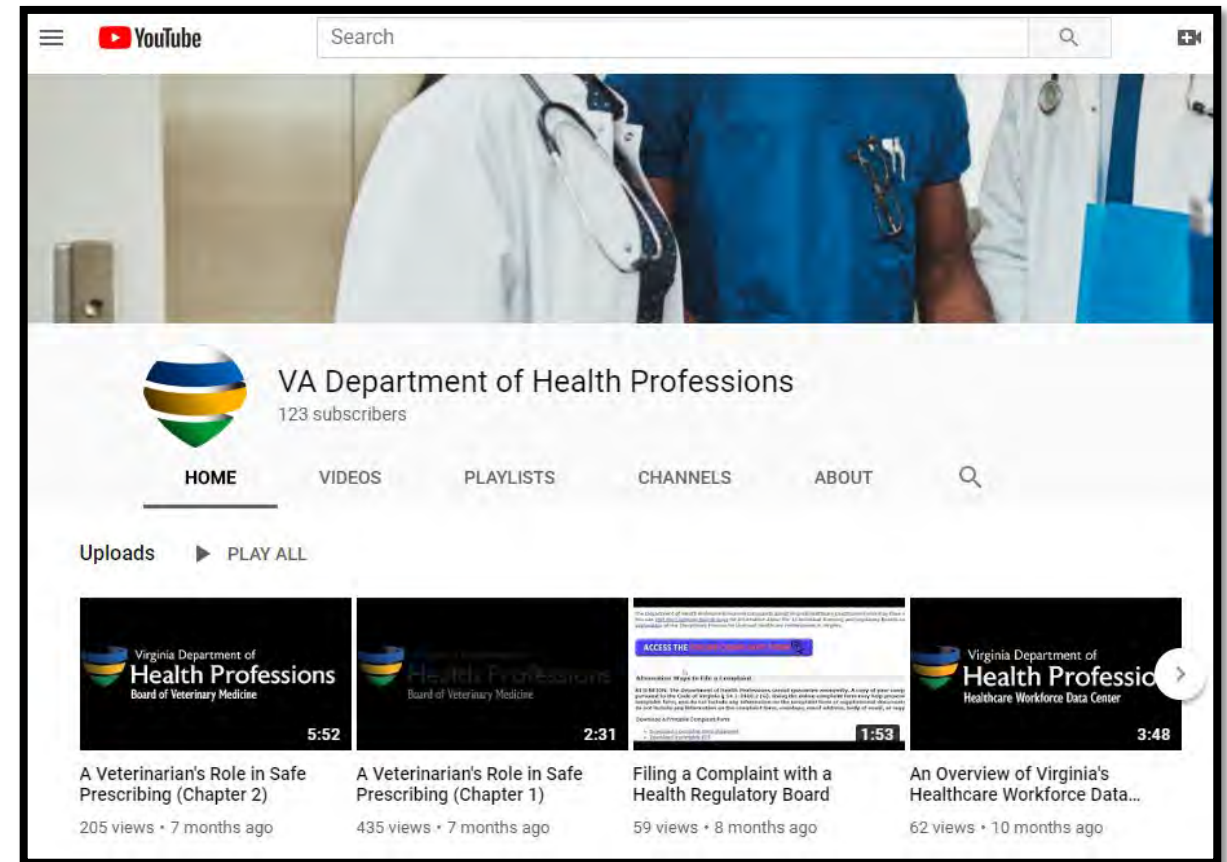 YouTube
Search
VA Department of Health Professions
123 subscribers
HOME VIDEOS PLAYLISTS CHANNELS ABOUT
Uploads PLAY ALL
Virginia Department of
Health Professions
Board of Veterinary Medicine
5:52
Health Professions
Board of Veterinary Medicine
2:31
ACCESS THE
Alternative Ways to File a Complaint
Download a Printable Complaint Form
1:53
Virginia Department of
Health Professio
Healthcare Workforce Data Center
3:48
A Veterinarian's Role in Safe
Prescribing (Chapter 2)
205 views • 7 months ago
A Veterinarian's Role in Safe
Prescribing (Chapter 1)
435 views • 7 months ago
Filing a Complaint with a
Health Regulatory Board
59 views • 8 months ago
An Overview of Virginia's
Healthcare Workforce Data...
62 views • 10 months ago